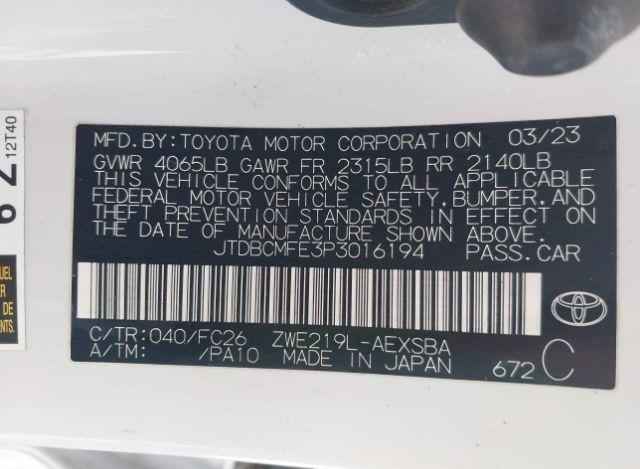 MFD.BY:TOYOTA MOTOR CORPORATION 03/23
GVWR 4065LB GAWR FR 2315LB RR 2140LB
THIS VEHICLE CONFORMS TO ALL APPLICABLE
FEDERAL MOTOR VEHICLE SAFETY,BUMPER,AND
THEFT PREVENTION STANDARDS IN EFFECT ON
THE DATE OF MANUFACTURE SHOWN ABOVE.
JTDBCMFE3P3016194 PASS.CAR
C/TR:040/FC26 ZWE219L-AEXSBA
A/TM: /PA10 MADE IN JAPAN
672 C
12T40